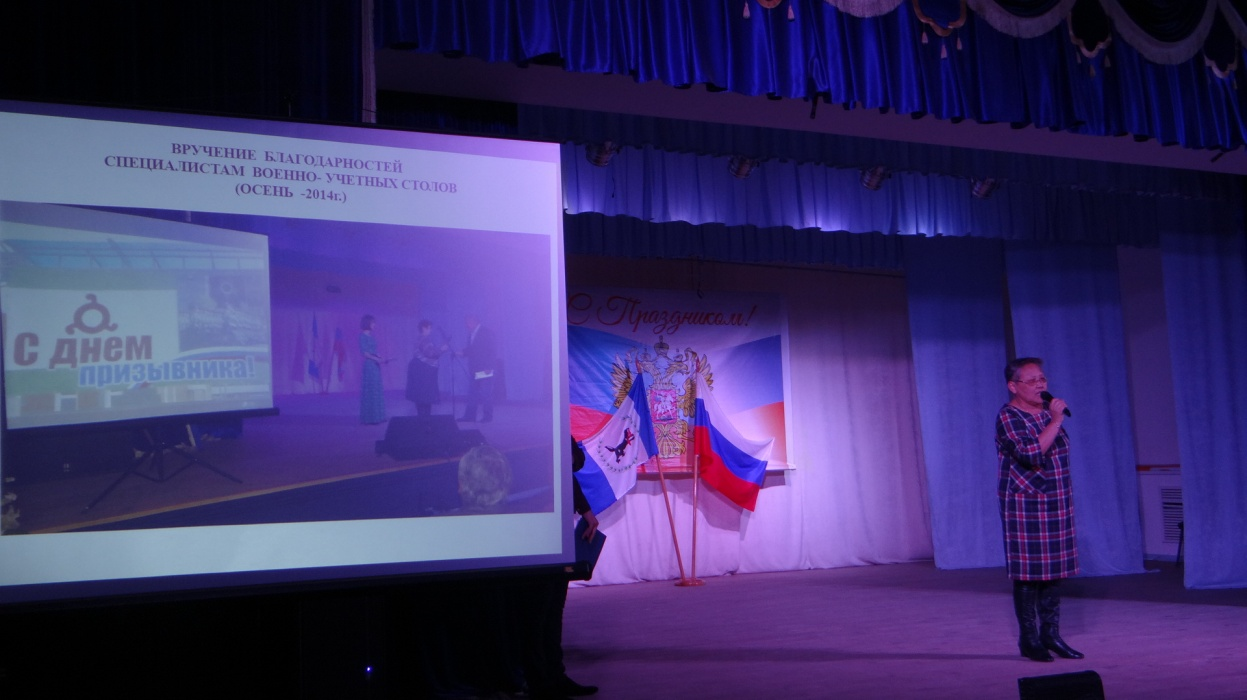 ВРУЧЕНИЕ БЛАГОДАРНОСТЕЙ
СПЕЦИАЛИСТАМ ВОЕННО- УЧЕТНЫХ СТОЛОВ
(ОСЕНЬ -2014г.)
С днем
призывника!
С Праздником!